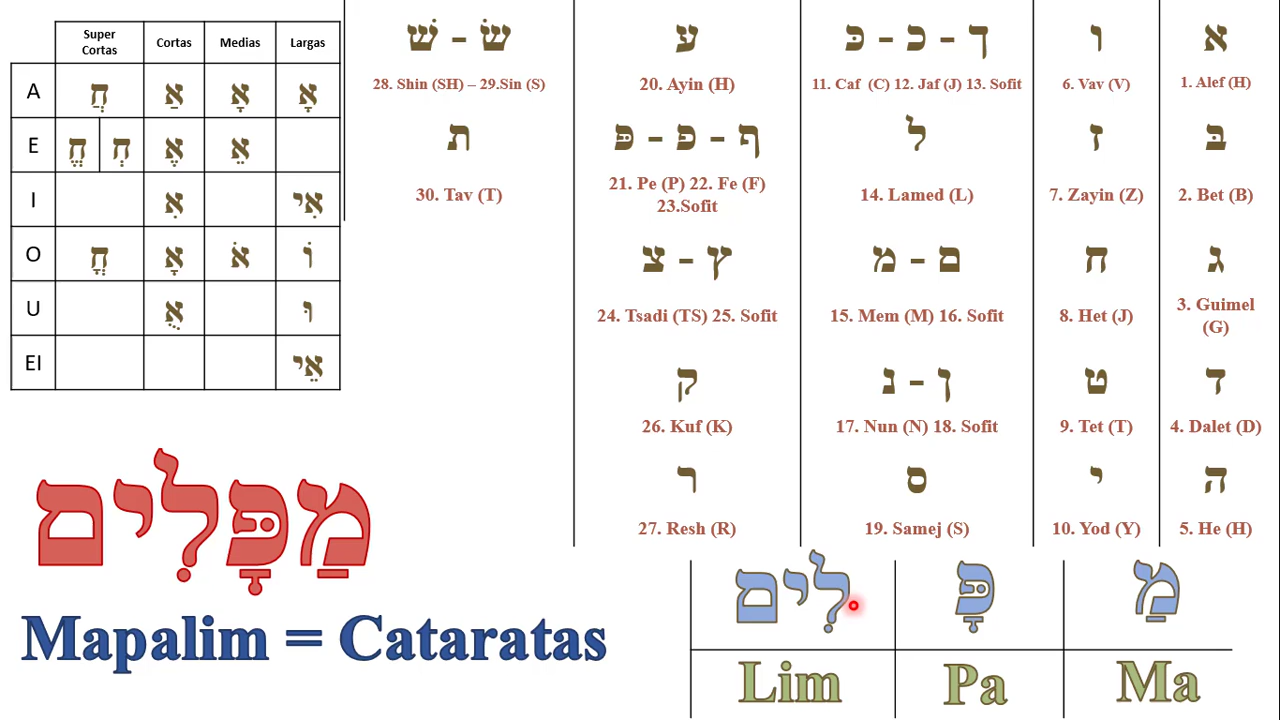 Super Cortas Cortas Medias Largas
A חֲ אַ אָ אָ
E חֱ חְ אֶ אֵ
I אִ אִי
O חֳ אָ אֹ וֹ
U אֻ וּ
EI אֵי
שׁ - שׂ
28. Shin (SH) – 29.Sin (S)
ת
30. Tav (T)
ע
20. Ayin (H)
פּ - פ - ף
21. Pe (P) 22. Fe (F)
23.Sofit
צ - ץ
24. Tsadi (TS) 25. Sofit
ק
26. Kuf (K)
ר
27. Resh (R)
כּ - כ - ך
11. Caf (C) 12. Jaf (J) 13. Sofit
ל
14. Lamed (L)
מ - ם
15. Mem (M) 16. Sofit
נ - ן
17. Nun (N) 18. Sofit
ס
19. Samej (S)
ו
6. Vav (V)
ז
7. Zayin (Z)
ח
8. Het (J)
ט
9. Tet (T)
י
10. Yod (Y)
א
1. Alef (H)
בּ
2. Bet (B)
ג
3. Guimel
(G)
ד
4. Dalet (D)
ה
5. He (H)
מַפָּלִים
Mapalim = Cataratas
לִים פָּ מַ
Lim Pa Ma